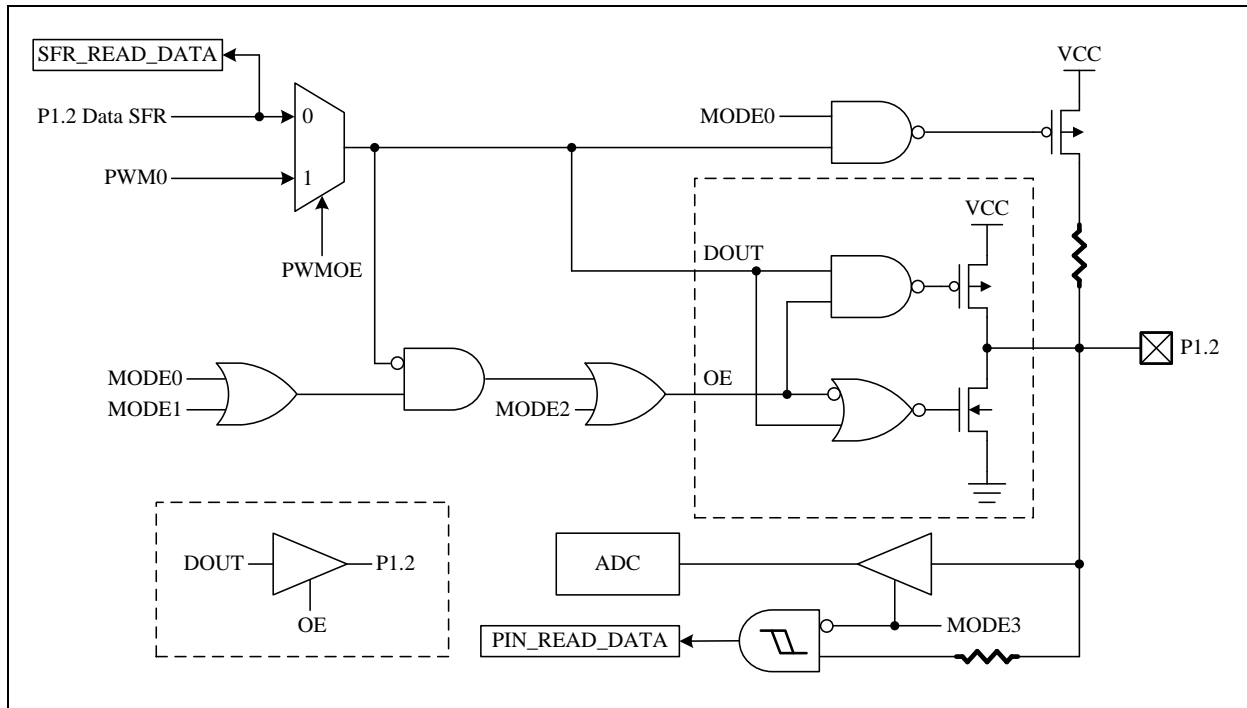 SFR_READ_DATA
VCC
P1.2 Data SFR
0
MODE0
PWM0
1
VCC
DOUT
PWMOE
P1.2
MODE0
OE
MODE1
MODE2
ADC
DOUT
P1.2
OE
MODE3
PIN_READ_DATA